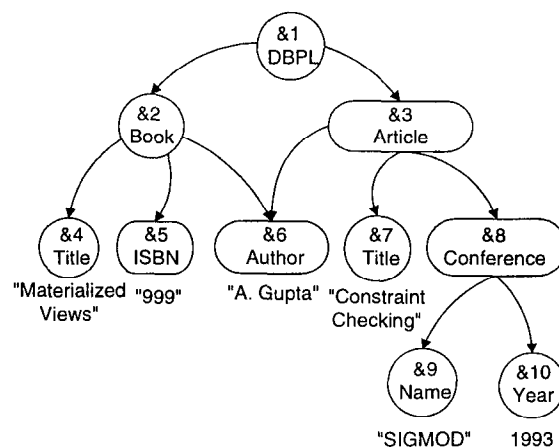 &1
DBPL
&2
Book
&3
Article
&4
Title
&5
ISBN
&6
Author
&7
Title
&8
Conference
"Materialized
Views"
"999"
"A. Gupta"
"Constraint
Checking"
&9
Name
&10
Year
"SIGMOD"
1993